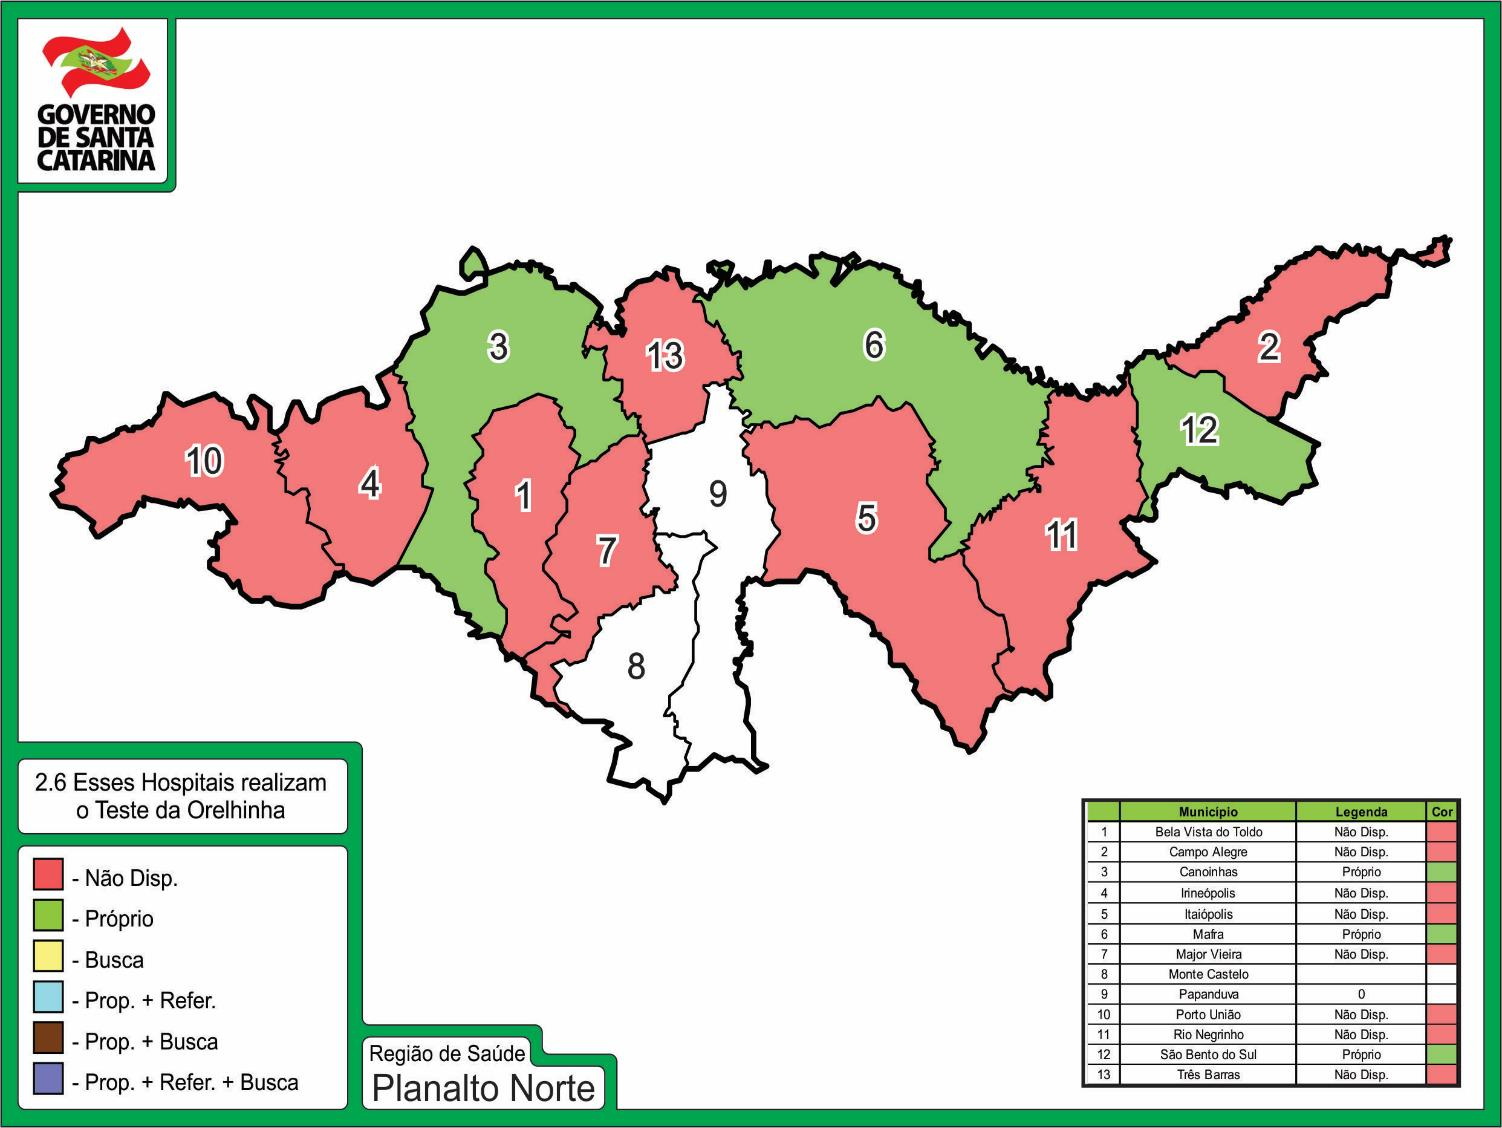 GOVERNO
DE SANTA
CATARINA
3
13
6
2
12
10
4
1
9
5
7
11
8
2.6 Esses Hospitais realizam
o Teste da Orelhinha
- Não Disp.
- Próprio
- Busca
- Prop. + Refer.
- Prop. + Busca
- Prop. + Refer. + Busca
Região de Saúde
Planalto Norte
Município Legenda Cor
1 Bela Vista do Toldo Não Disp.
2 Campo Alegre Não Disp.
3 Canoinhas Próprio
4 Irineópolis Não Disp.
5 Itaiópolis Não Disp.
6 Mafra Próprio
7 Major Vieira Não Disp.
8 Monte Castelo
9 Papanduva 0
10 Porto União Não Disp.
11 Rio Negrinho Não Disp.
12 São Bento do Sul Próprio
13 Três Barras Não Disp.